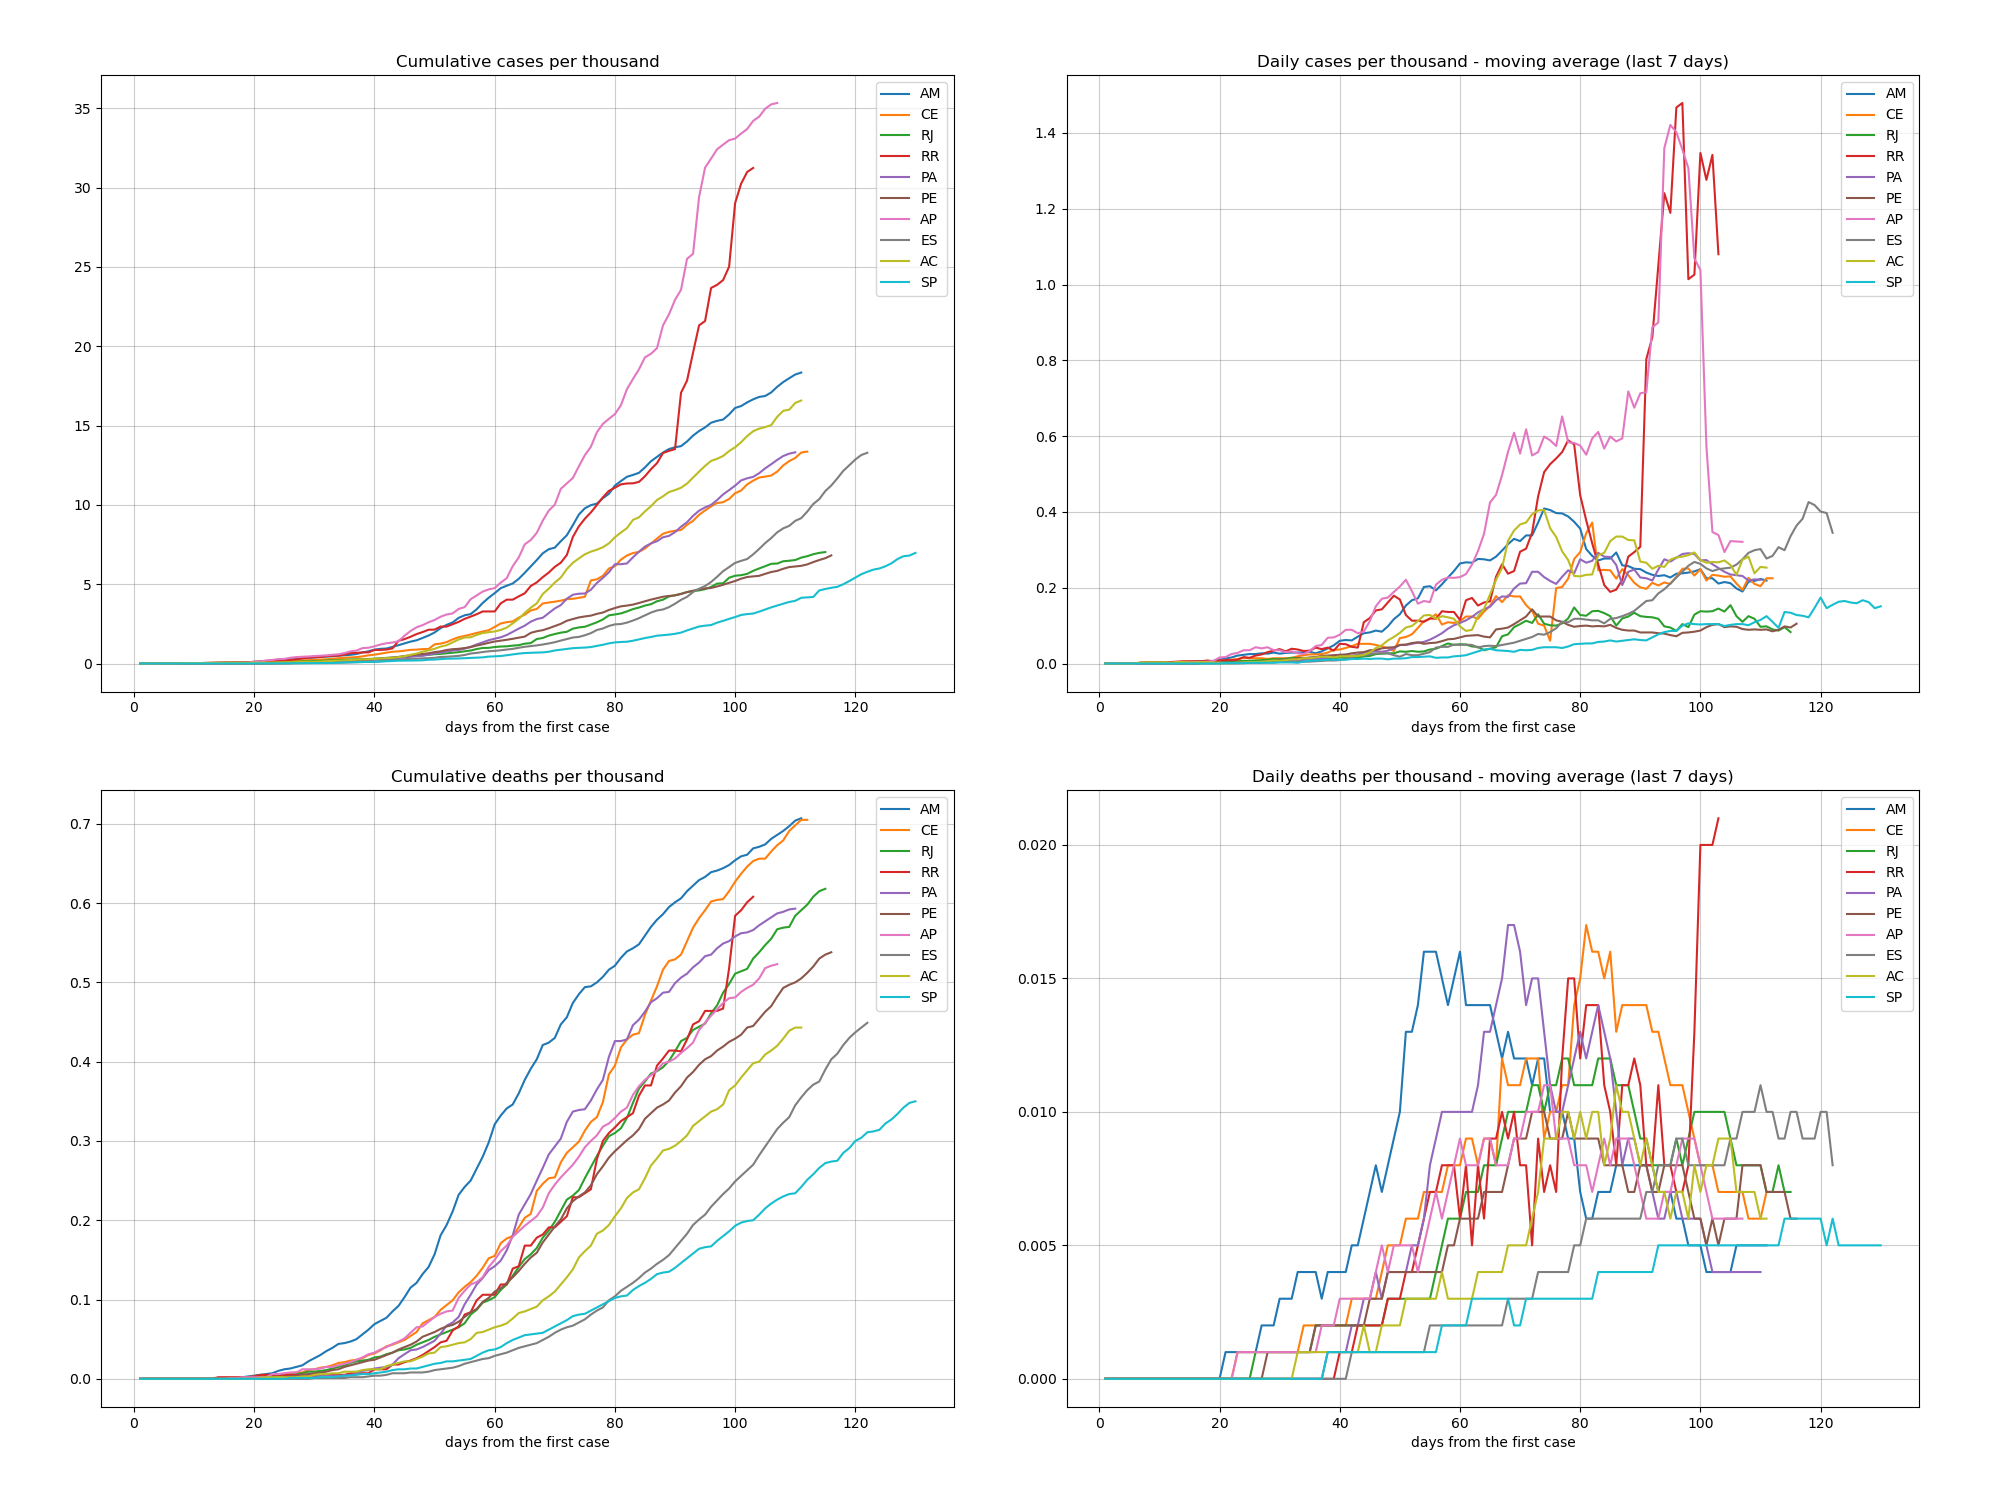 Cumulative cases per thousand
35
30
25
20
15
10
5
0
0 20 40 60 80 100 120
days from the first case
AM
CE
RJ
RR
PA
PE
AP
ES
AC
SP
Daily cases per thousand - moving average (last 7 days)
1.4
1.2
1.0
0.8
0.6
0.4
0.2
0.0
0 20 40 60 80 100 120
days from the first case
AM
CE
RJ
RR
PA
PE
AP
ES
AC
SP
Cumulative deaths per thousand
0.7
0.6
0.5
0.4
0.3
0.2
0.1
0.0
0 20 40 60 80 100 120
days from the first case
AM
CE
RJ
RR
PA
PE
AP
ES
AC
SP
Daily deaths per thousand - moving average (last 7 days)
0.020
0.015
0.010
0.005
0.000
0 20 40 60 80 100 120
days from the first case
AM
CE
RJ
RR
PA
PE
AP
ES
AC
SP